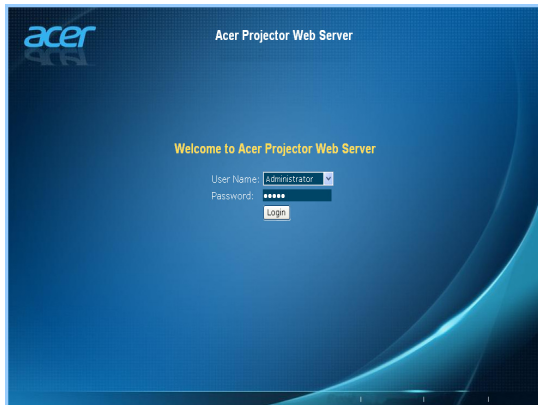 acer
Acer Projector Web Server
Welcome to Acer Projector Web Server
User Name: Administrator
Password: •••••
Login